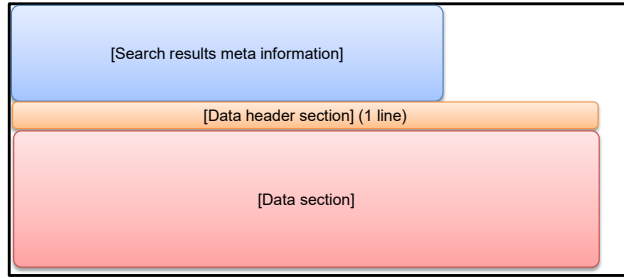 [Search results meta information]
[Data header section] (1 line)
[Data section]